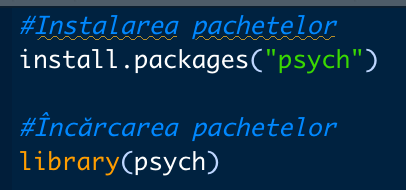 #Instalarea pachetelor
install.packages("psych")
#Încărcarea pachetelor
library(psych)